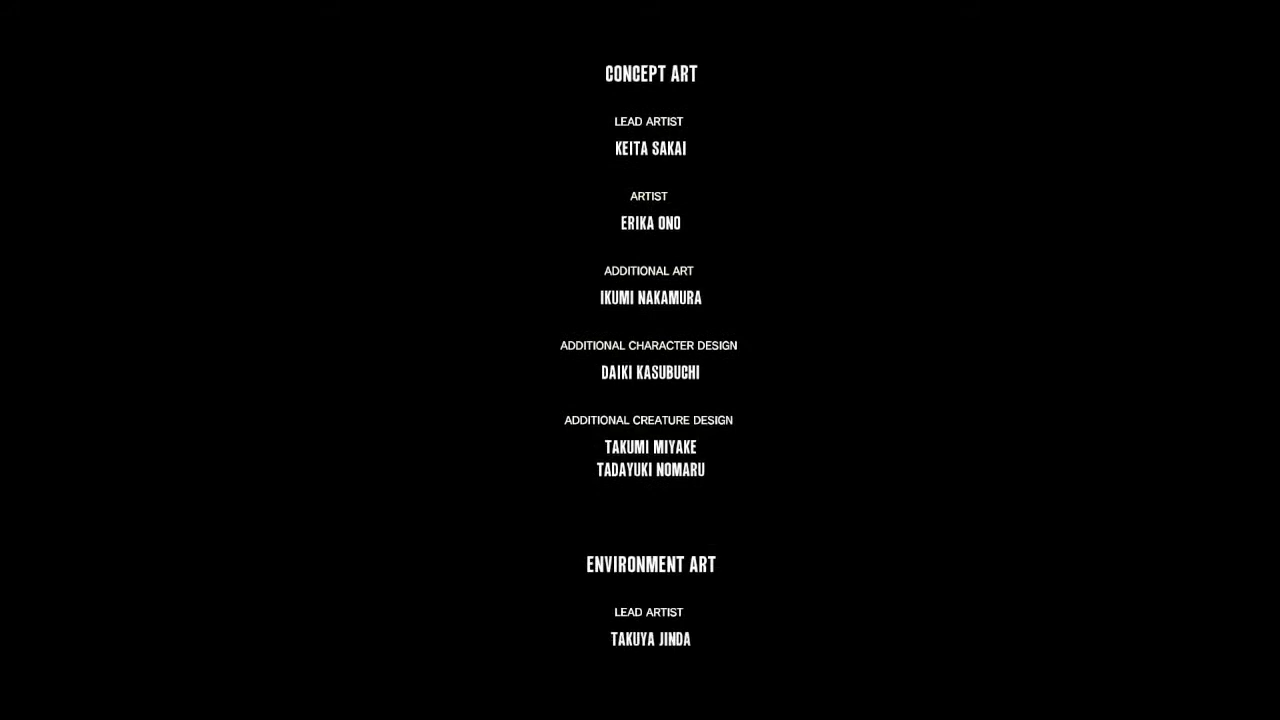 CONCEPT ART
LEAD ARTIST
KEITA SAKAI
ARTIST
ERIKA ONO
ADDITIONAL ART
IKUMI NAKAMURA
ADDITIONAL CHARACTER DESIGN
DAIKI KASUBUCHI
ADDITIONAL CREATURE DESIGN
TAKUMI MIYAKE
TADAYUKI NOMARU
ENVIRONMENT ART
LEAD ARTIST
TAKUYA JINDA